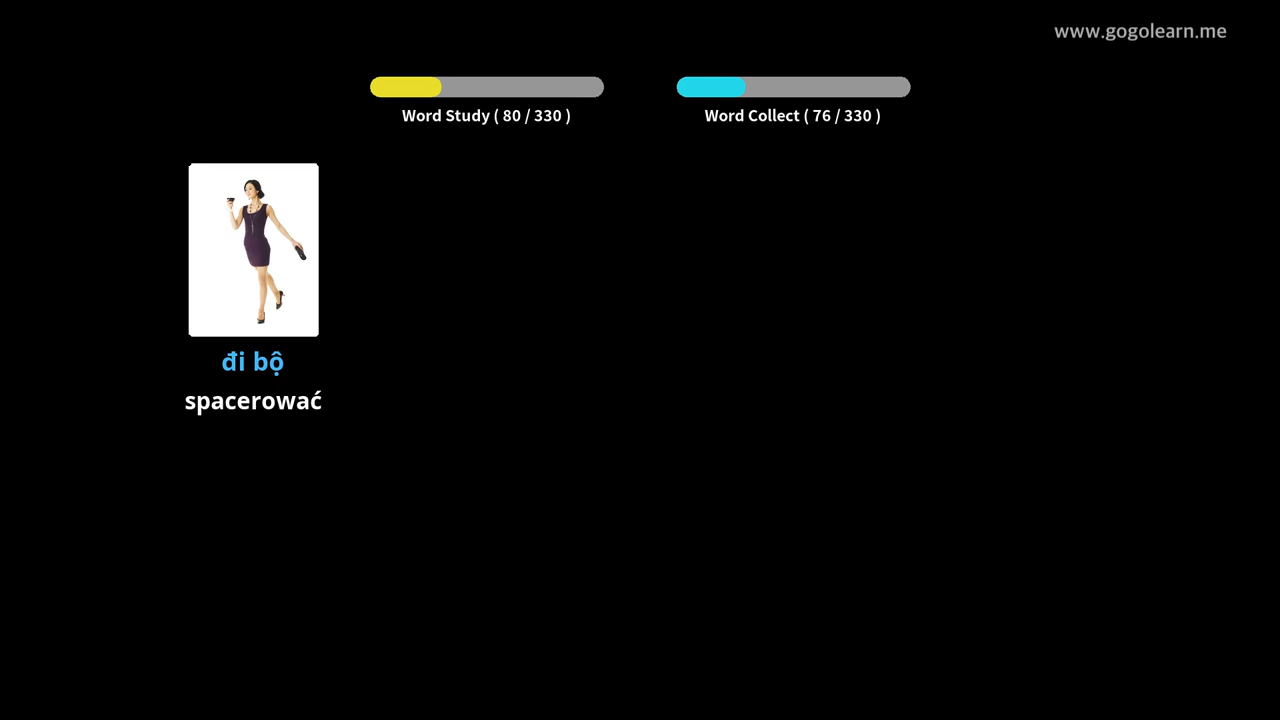 www.gogolearn.me
Word Study ( 80 / 330 )
Word Collect ( 76 / 330 )
đi bộ
spacerować